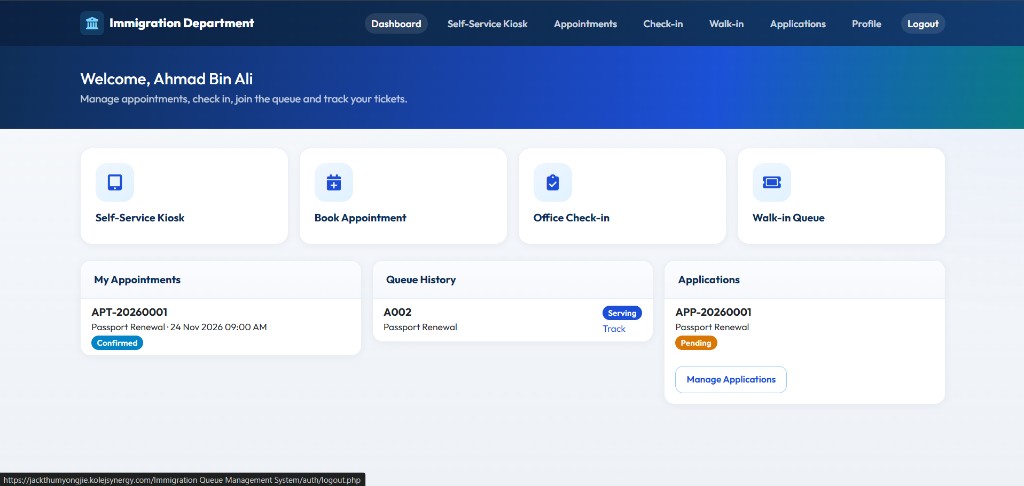 Immigration Department
Dashboard Self-Service Kiosk Appointments Check-in Walk-in Applications Profile Logout
Welcome, Ahmad Bin Ali
Manage appointments, check in, join the queue and track your tickets.
Self-Service Kiosk
Book Appointment
Office Check-in
Walk-in Queue
My Appointments
APT-20260001
Passport Renewal · 24 Nov 2026 09:00 AM
Confirmed
Queue History
A002
Serving
Passport Renewal
Track
Applications
APP-20260001
Passport Renewal
Pending
Manage Applications
https://jackthumyongjie.kolejsynergy.com/Immigration Queue Management System/auth/logout.php